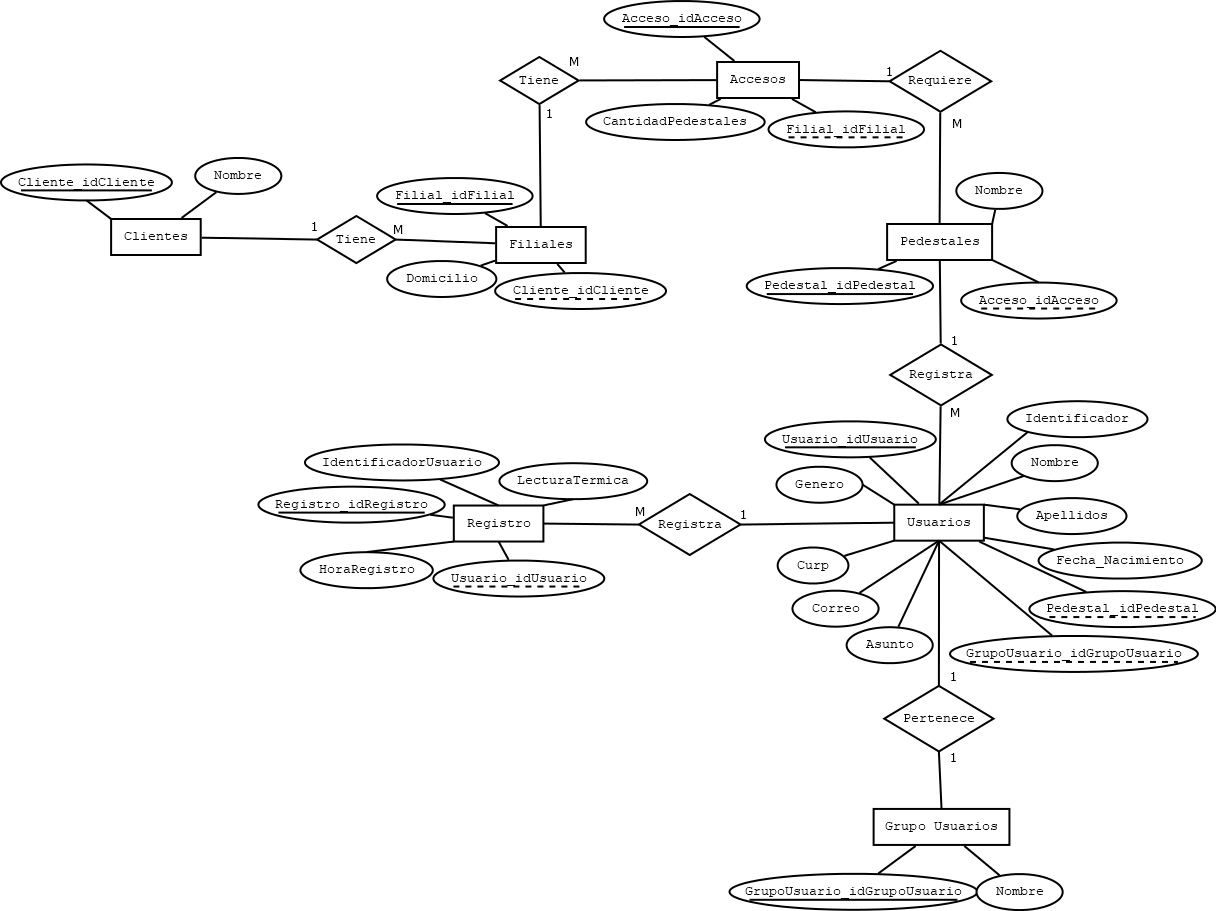 Acceso_idAcceso
M
Tiene
Accesos
1
Requiere
1
CantidadPedestales
Filial_idFilial
M
Cliente_idCliente
Nombre
Filial_idFilial
Nombre
1
M
Clientes
Tiene
Filiales
Pedestales
Domicilio
Cliente_idCliente
Pedestal_idPedestal
Acceso_idAcceso
1
Registra
M
Identificador
Usuario_idUsuario
IdentificadorUsuario
Nombre
LecturaTermica
Genero
Registro_idRegistro
M
1
Apellidos
Registro
Registra
Usuarios
HoraRegistro
Usuario_idUsuario
Curp
Fecha_Nacimiento
Correo
Pedestal_idPedestal
Asunto
GrupoUsuario_idGrupoUsuario
1
Pertenece
1
Grupo Usuarios
GrupoUsuario_idGrupoUsuario
Nombre